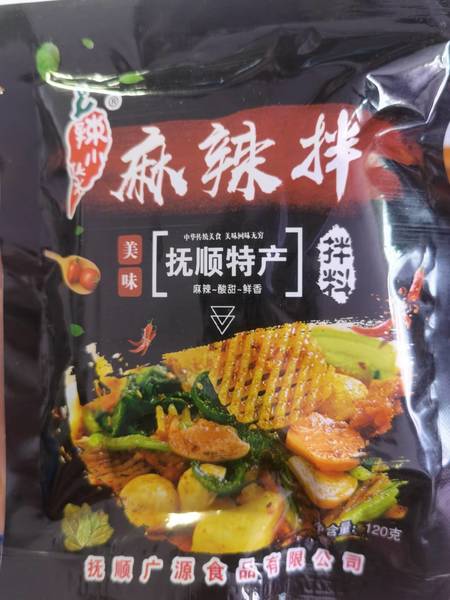 辣小
®
麻辣拌
中华传统美食 美味回味无穷
美味
抚顺特产
麻辣-酸甜-鲜香
拌料
净含量：120克
抚顺广源食品有限公司